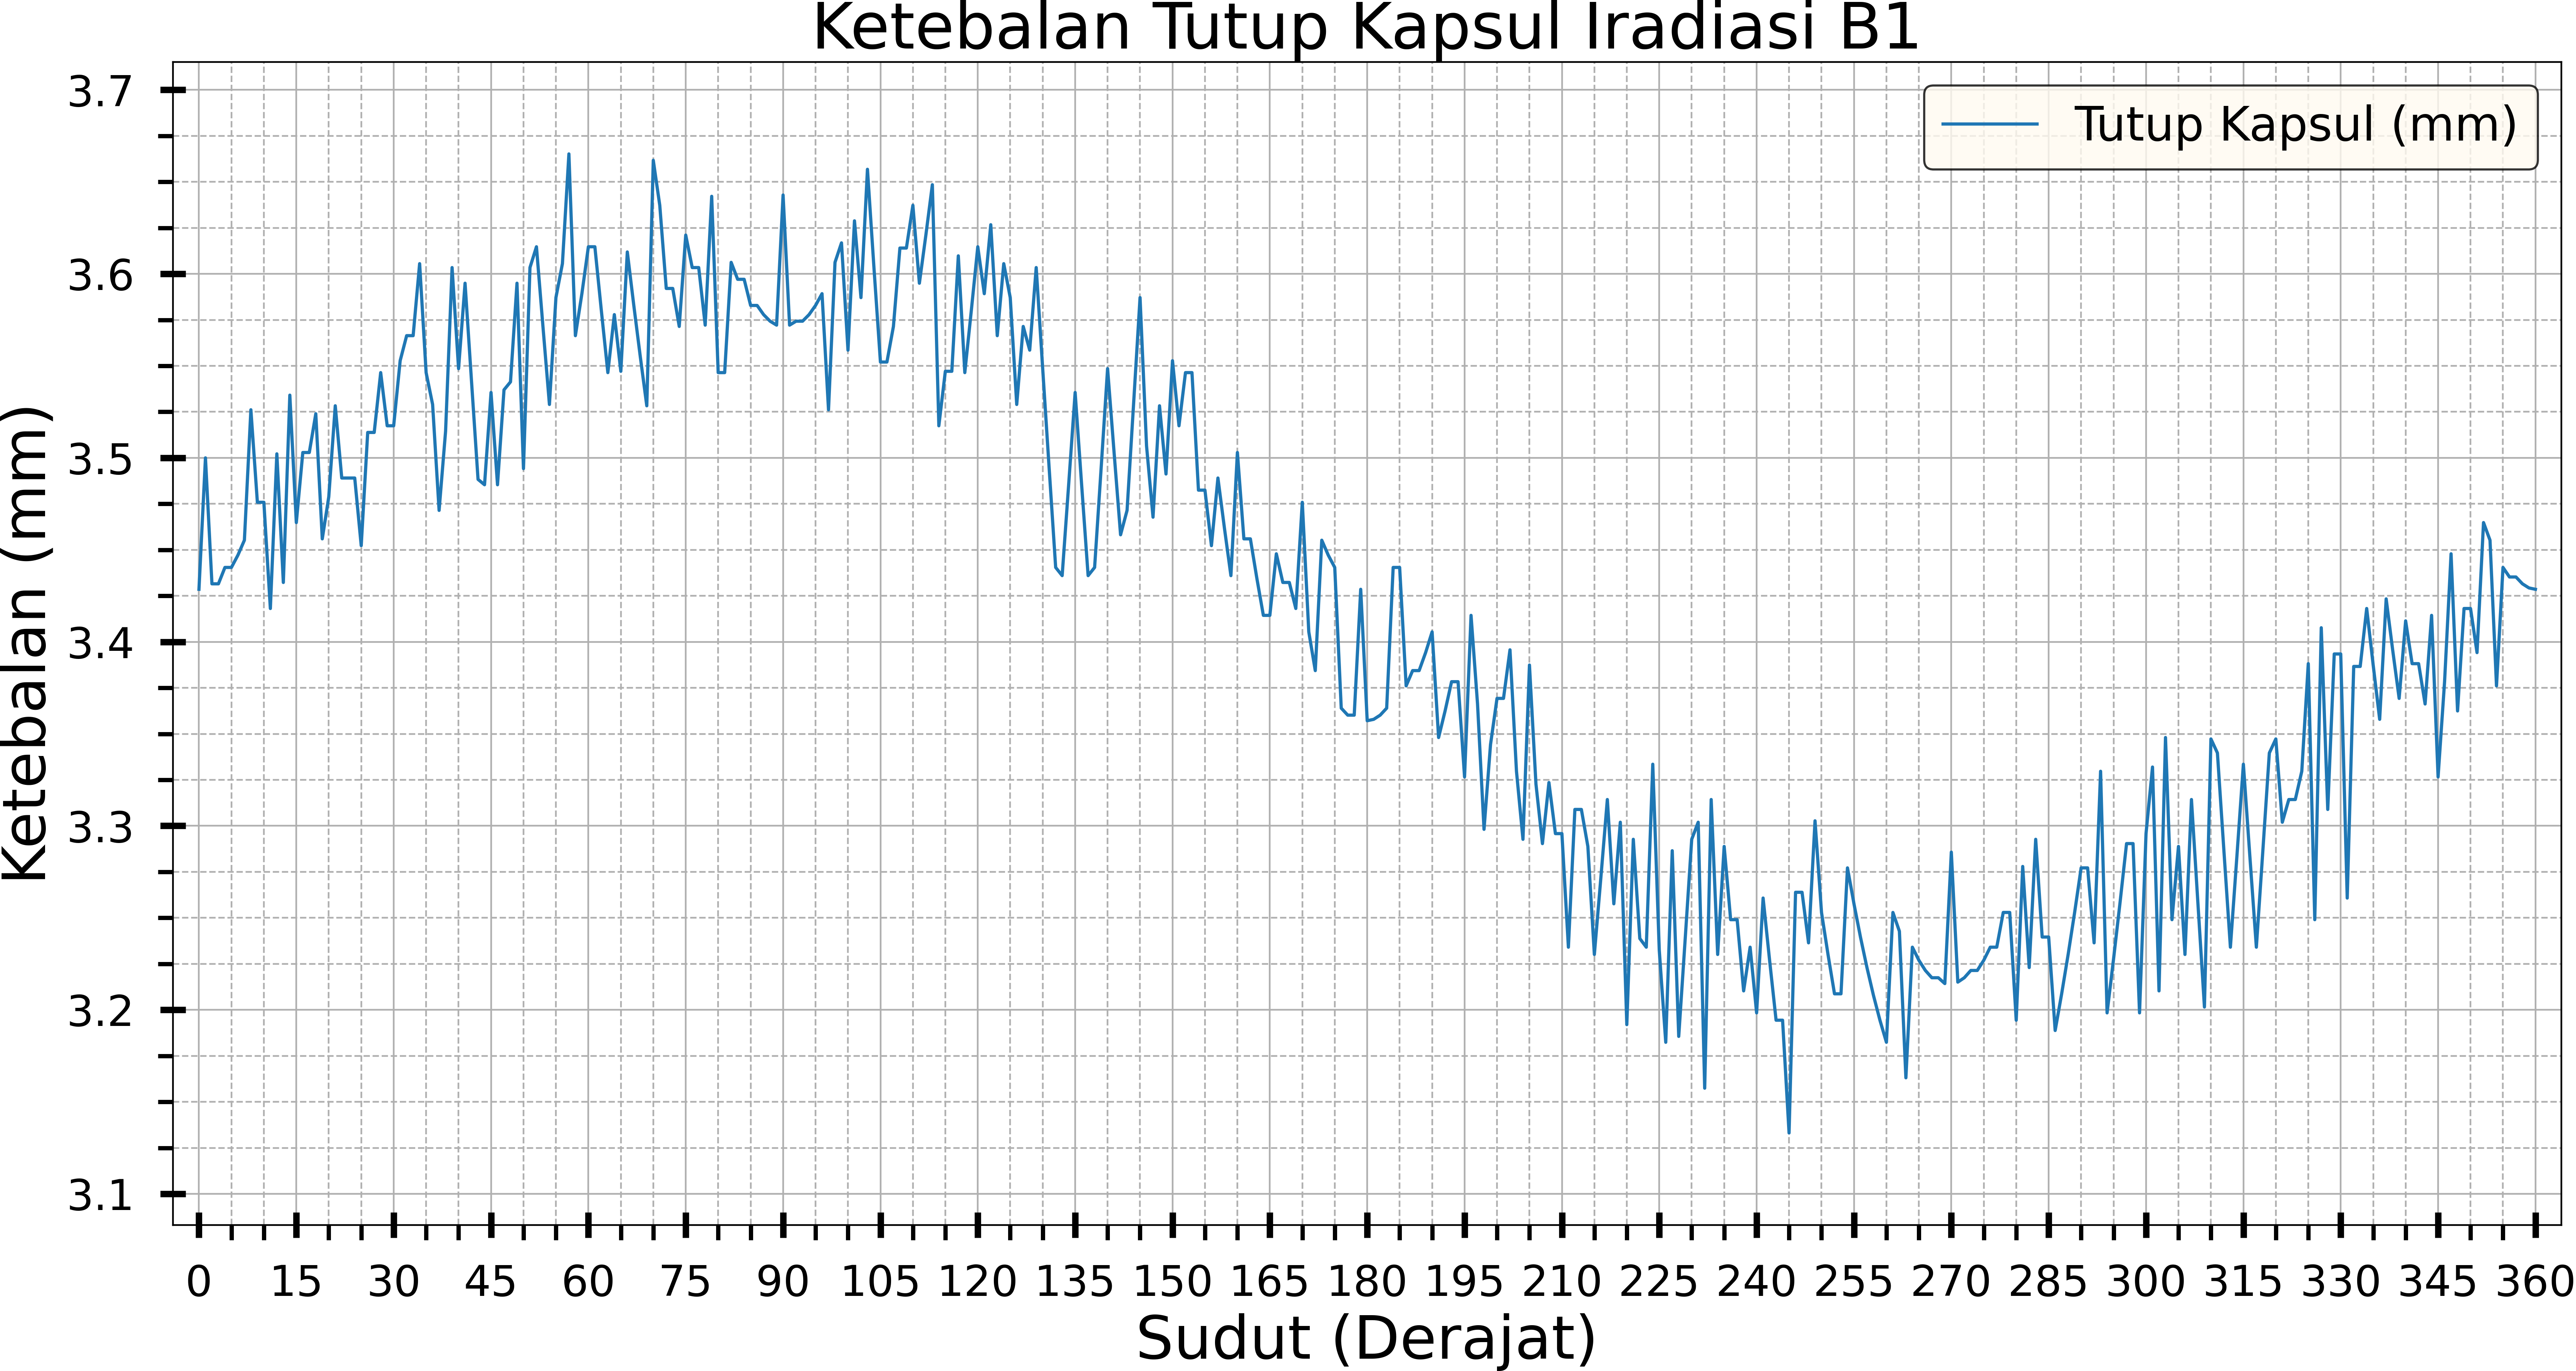 Ketebalan Tutup Kapsul Iradiasi B1
Tutup Kapsul (mm)
Ketebalan (mm)
3.7
3.6
3.5
3.4
3.3
3.2
3.1
0 15 30 45 60 75 90 105 120 135 150 165 180 195 210 225 240 255 270 285 300 315 330 345 360
Sudut (Derajat)